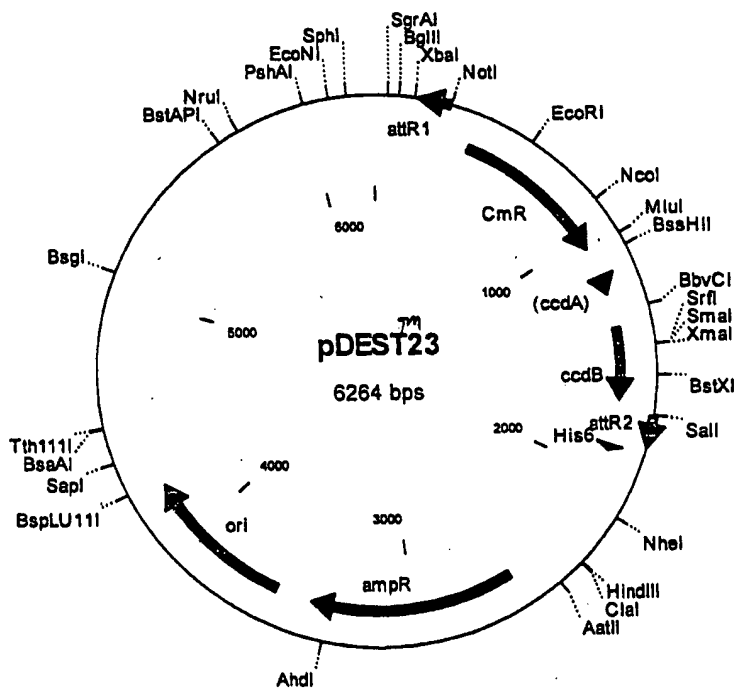 SgrAI
BglII
XbaI
NotI
SphI
EcoNI
PshAI
NruI
BstAPI
attR1
EcoRI
CmR
NcoI
MluI
BssHII
6000
1000
BsgI
(ccdA)
BbvCI
SrfI
SmaI
XmaI
5000
pDEST23
TM
6264 bps
ccdB
BstXI
attR2
SalI
His6
2000
Tth111I
BsaAI
SapI
BspLU11I
4000
ori
3000
NheI
ampR
HindIII
ClaI
AatII
AhdI